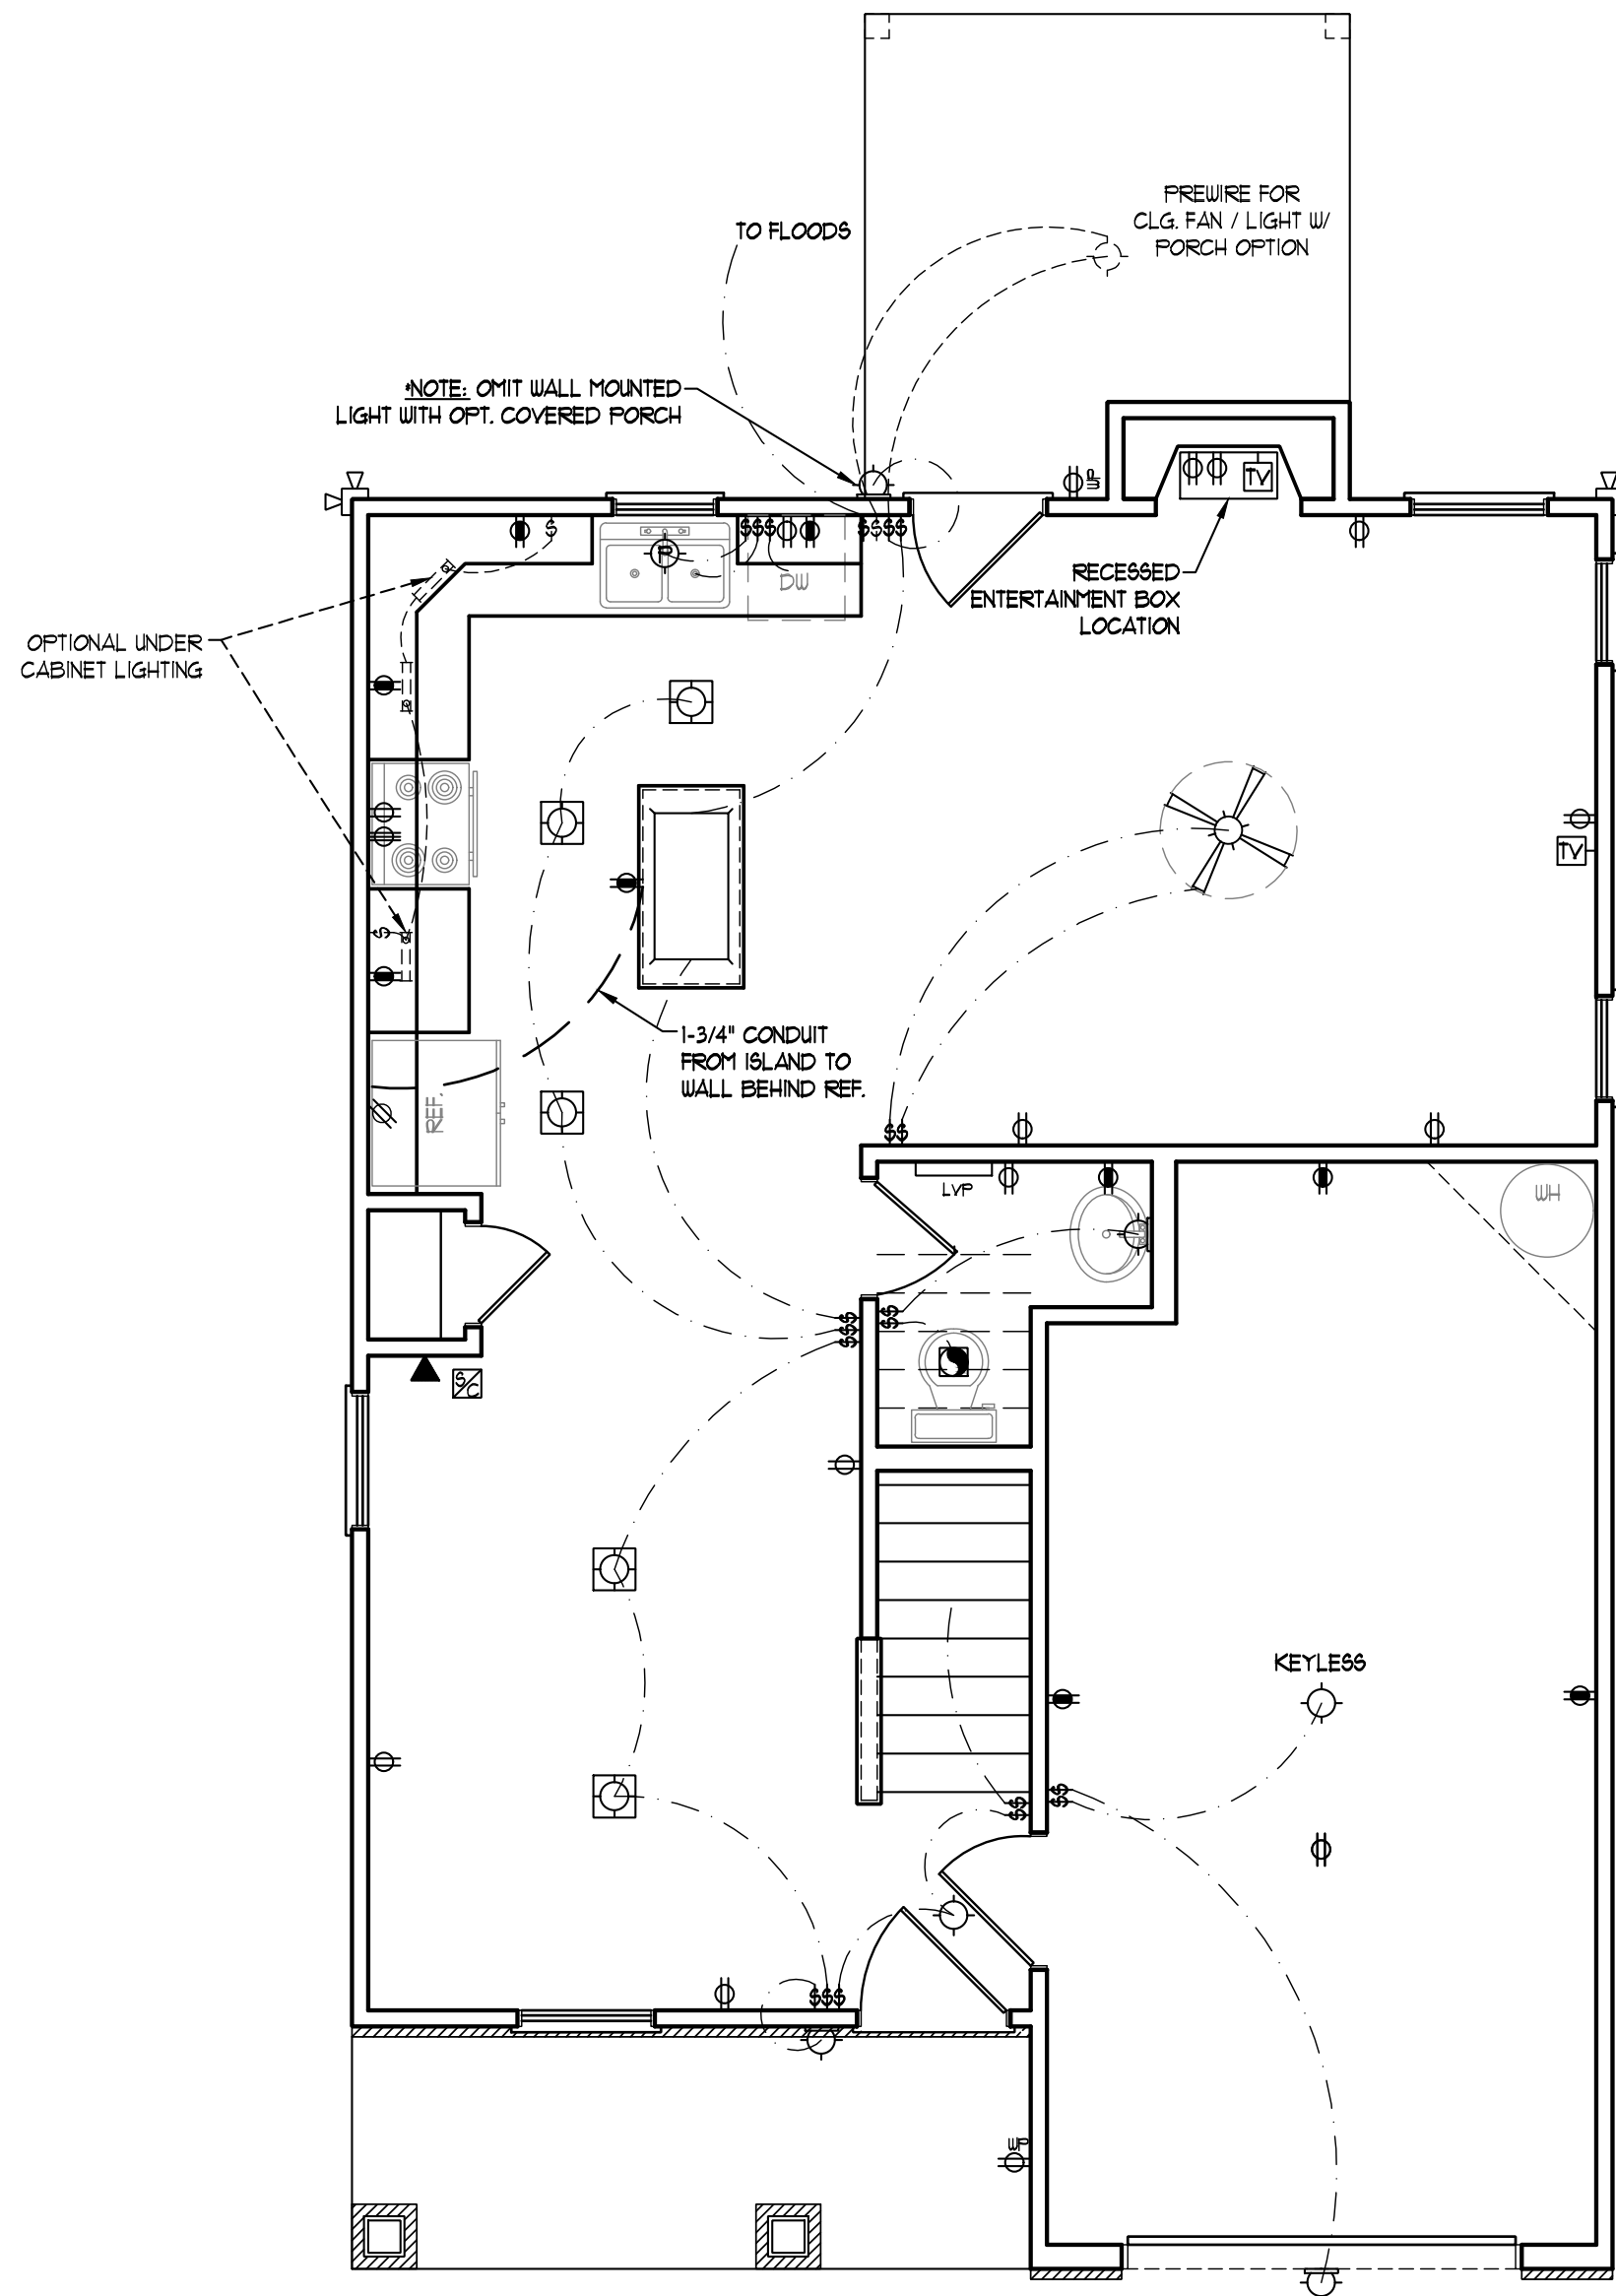 PREWIRE FOR
CLG. FAN / LIGHT W/
PORCH OPTION
TO FLOODS
*NOTE: OMIT WALL MOUNTED
LIGHT WITH OPT. COVERED PORCH
WP
TV
$ $$$ $$$$
P
DW
RECESSED
ENTERTAINMENT BOX
LOCATION
OPTIONAL UNDER
CABINET LIGHTING
TV
$
1-3/4" CONDUIT
FROM ISLAND TO
WALL BEHIND REF.
REF.
$$
LVP
WH
$$$
$$
S/C
KEYLESS
$$
$$
$$$
WP